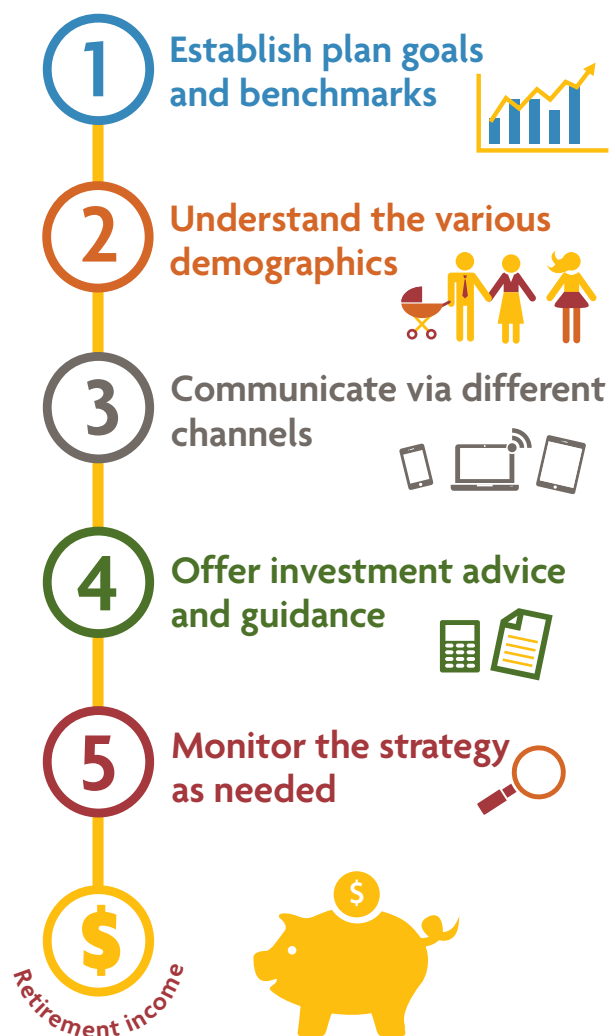 1
Establish plan goals
and benchmarks
2
Understand the various
demographics
3
Communicate via different
channels
4
Offer investment advice
and guidance
5
Monitor the strategy
as needed
$
$
Retirement income